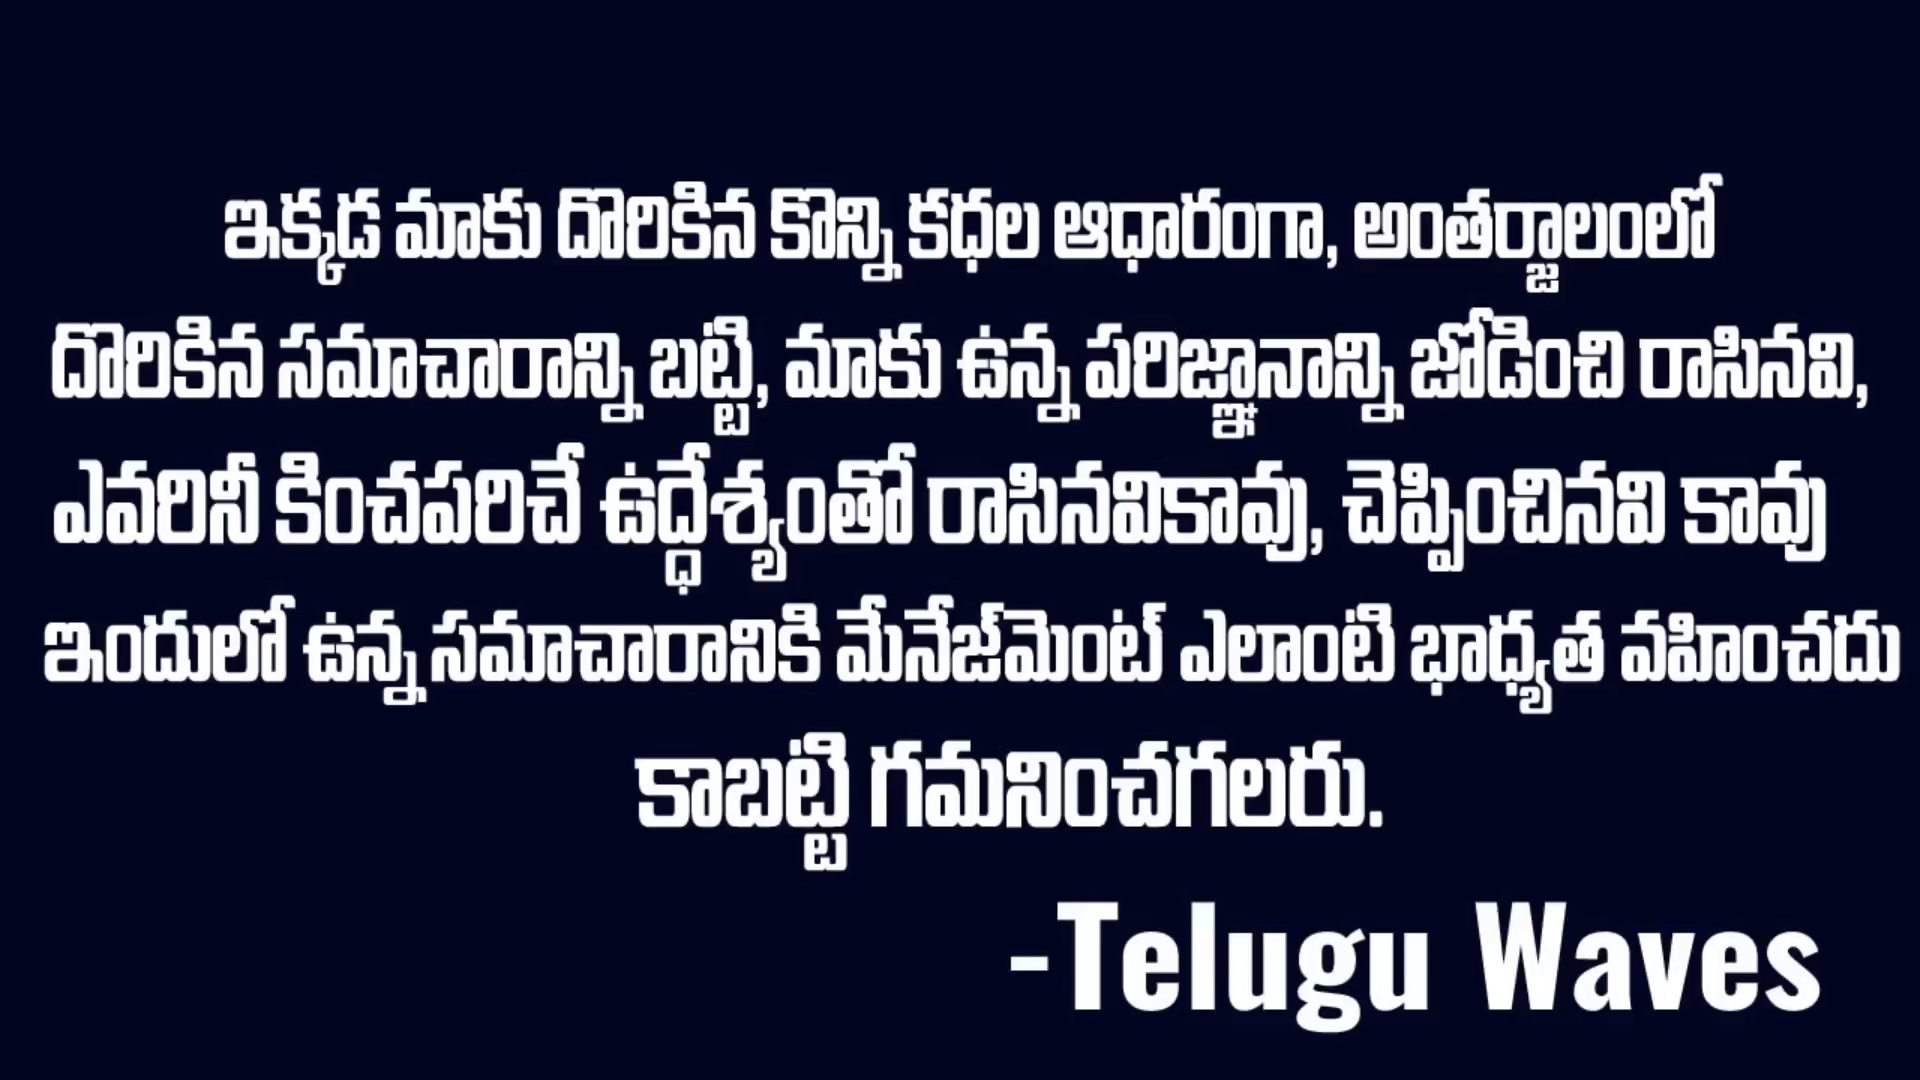 ఇక్కడ మాకు దొరికిన కొన్ని కధల ఆధారంగా, అంతర్జాలంలో
దొరికిన సమాచారాన్ని బట్టి, మాకు ఉన్న పరిజ్ఞానాన్ని జోడించి రాసినవి,
ఎవరినీ కించపరిచే ఉద్ధేశ్యంతో రాసినవికావు, చెప్పించినవి కావు
ఇందులో ఉన్న సమాచారానికి మేనేజ్‌మెంట్ ఎలాంటి భాధ్యత వహించదు
కాబట్టి గమనించగలరు.
-Telugu Waves